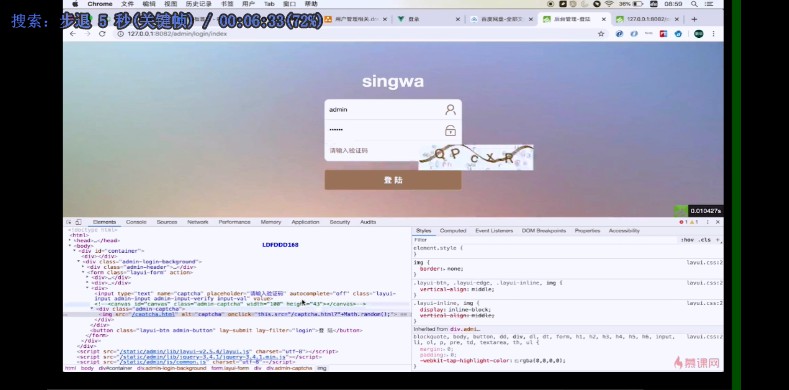 Chrome 文件 修改 视图 历史记录 书签 用户 Tab 窗口 帮助
36% 08:59
搜索：步退 5 秒(关键帧) / 00:06:33(72%)
用户管理相关.do
登录
后台管理-登陆
127.0.0.1:8082/
127.0.0.1:8082/admin/login/index
singwa
admin
••••••
请输入验证码
QPCXR
登 陆
0.010427s
Elements Console Sources Network Performance Memory Application Security Audits
<!doctype html>
<html>
<head>…</head>
<body>
LDFDDD168
<div id="container">
<div></div>
<div class="admin-login-background">
<div class="admin-header">…</div>
<form class="layui-form" action>
<div>…</div>
<div>…</div>
<div>
<input type="text" name="captcha" placeholder="请输入验证码" autocomplete="off" class="layui-
input admin-input admin-input-verify input-val" value>
<!--<canvas id="canvas" class="admin-captcha" width="100" height="43"></canvas>-->
<div class="admin-captcha">
<img src="/captcha.html" alt="captcha" onclick="this.src='/captcha.html?'+Math.random();">
</div>
</div>
<button class="layui-btn admin-button" lay-submit lay-filter="login">登 陆</button>
</form>
</div>
</div>
<script src="/static/admin/lib/layui-v2.5.4/layui.js" charset="utf-8"></script>
<script src="/static/admin/lib/jquery-3.4.1/jquery-3.4.1.min.js"></script>
<script src="/static/admin/js/common.js" charset="utf-8"></script>
html body div#container div.admin-login-background form.layui-form div div.admin-captcha img
Styles Computed Event Listeners DOM Breakpoints Properties Accessibility
Filter :hov .cls +
element.style {
}
img { layui.css:2
border: none;
}
.layui-btn, .layui-edge, .layui-inline, img { layui.css:2
vertical-align: middle;
}
layui-inline, img { layui.css:2
display: inline-block;
vertical-align: middle;
}
Inherited from div.admi…
blockquote, body, button, dd, div, dl, dt, form, h1, h2, h3, h4, h5, h6, input, layui.css:2
li, ol, p, pre, td, textarea, th, ul {
margin: 0;
padding: 0;
-webkit-tap-highlight-color: rgba(0,0,0,0);
慕课网